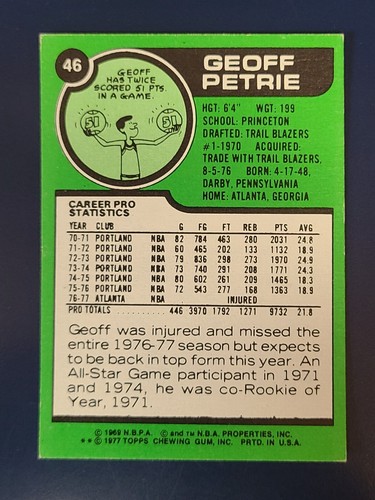 46
GEOFF
HAS TWICE
SCORED 51 PTS.
IN A GAME.
51
51
GEOFF
PETRIE
HGT: 6'4" WGT: 199
SCHOOL: PRINCETON
DRAFTED: TRAIL BLAZERS
#1-1970 ACQUIRED:
TRADE WITH TRAIL BLAZERS,
8-5-76 BORN: 4-17-48,
DARBY, PENNSYLVANIA
HOME: ATLANTA, GEORGIA
CAREER PRO
STATISTICS
YEAR CLUB G FG FT REB PTS AVG
70-71 PORTLAND NBA 82 784 463 280 2031 24.8
71-72 PORTLAND NBA 60 465 202 133 1132 18.9
72-73 PORTLAND NBA 79 836 298 273 1970 24.9
73-74 PORTLAND NBA 73 740 291 208 1771 24.3
74-75 PORTLAND NBA 80 602 261 209 1465 18.3
75-76 PORTLAND NBA 72 543 277 168 1363 18.9
76-77 ATLANTA NBA INJURED
PRO TOTALS .......... 446 3970 1792 1271 9732 21.8
Geoff was injured and missed the
entire 1976-77 season but expects
to be back in top form this year. An
All-Star Game participant in 1971
and 1974, he was co-Rookie of
Year, 1971.
© 1969 N.B.P.A. © and TM N.B.A. PROPERTIES, INC.
** © 1977 TOPPS CHEWING GUM, INC. PRTD. IN U.S.A.